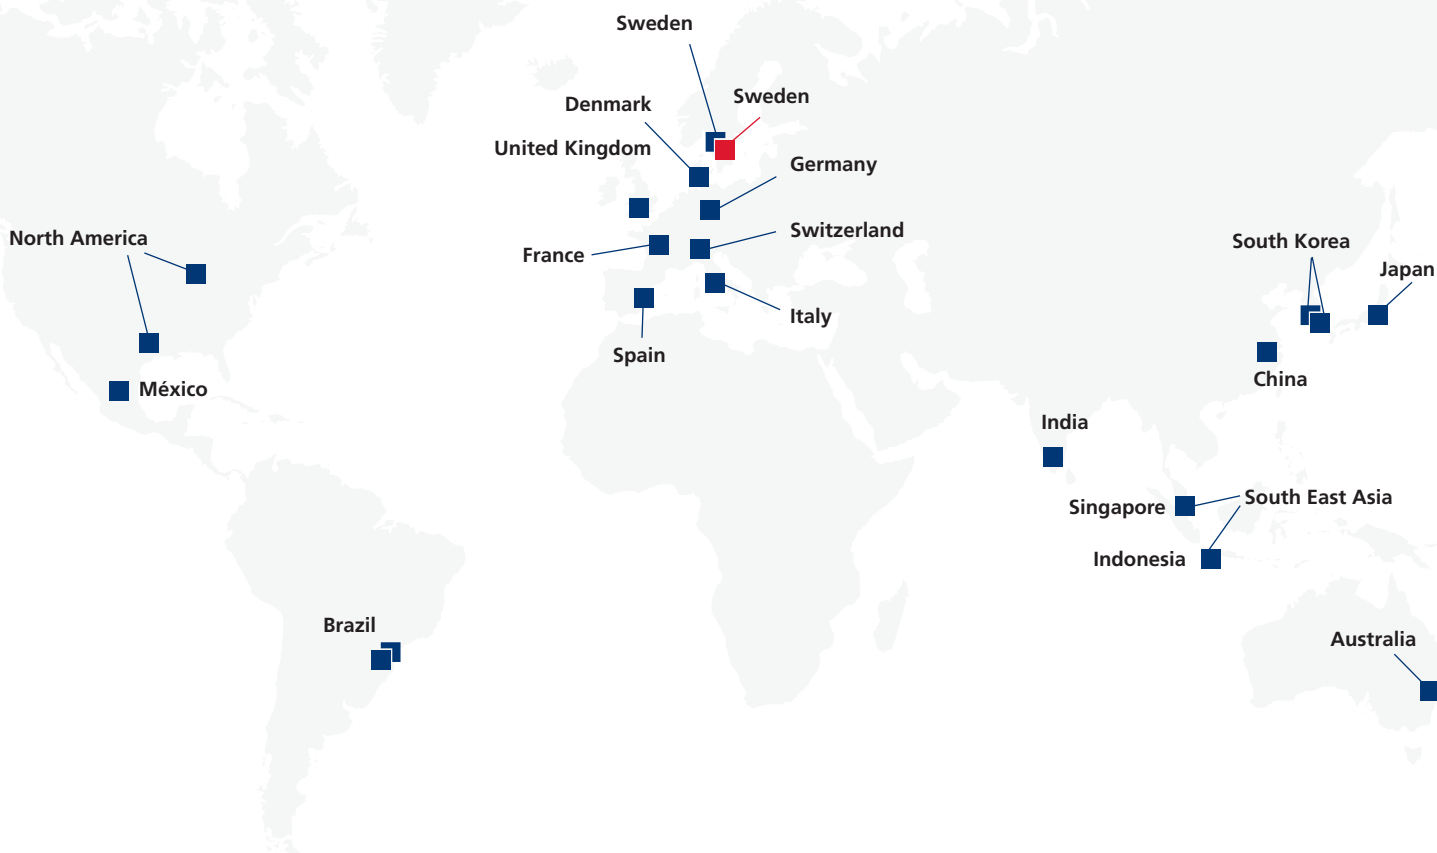 Sweden
Sweden
Denmark
United Kingdom
Germany
Switzerland
North America
France
South Korea
Japan
Italy
Spain
China
México
India
South East Asia
Singapore
Indonesia
Brazil
Australia